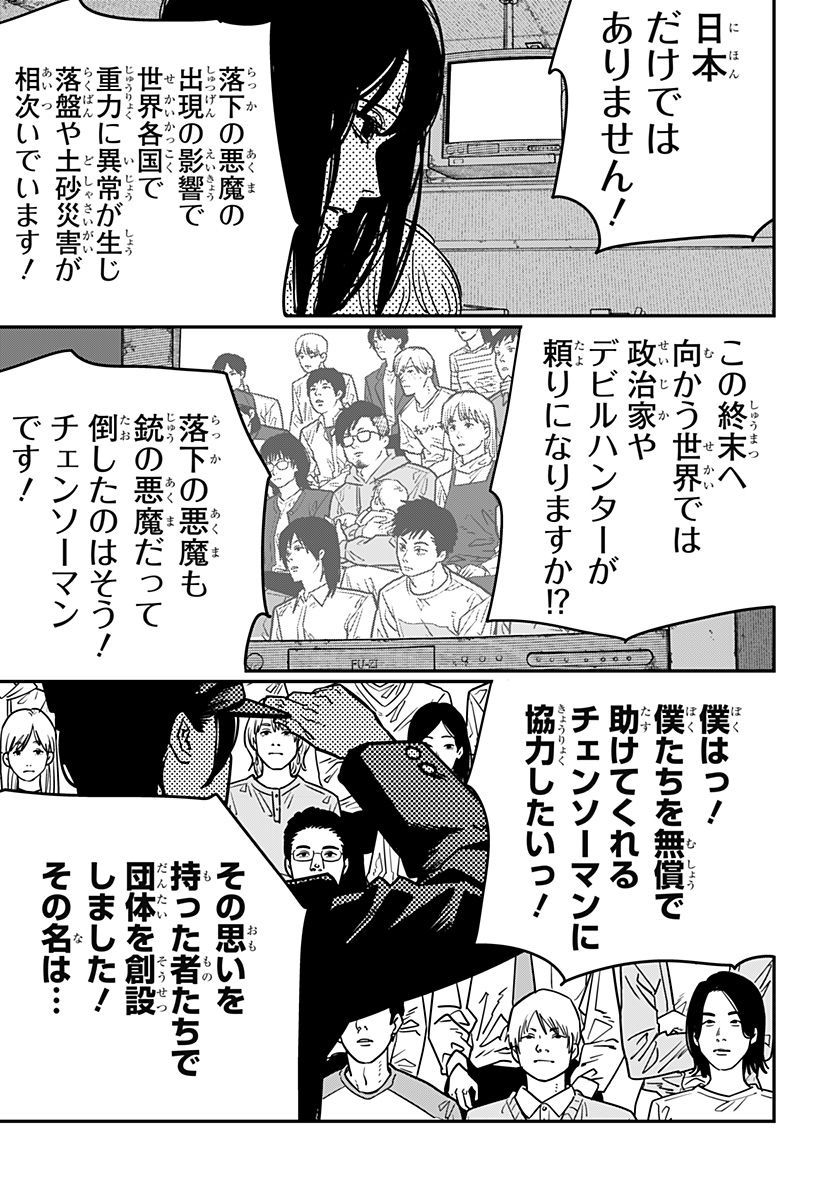 日本
だけでは
ありません!
落下の悪魔の
出現の影響で
世界各国で
重力に異常が生じ
落盤や土砂災害が
相次いでいます!
この終末へ
向かう世界では
政治家や
デビルハンターが
頼りになりますか!?
落下の悪魔も
銃の悪魔だって
倒したのはそう!
チェンソーマン
です!
FU-21
僕はっ!
僕たちを無償で
助けてくれる
チェンソーマンに
協力したいっ!
その思いを
持った者たちで
団体を創設
しました!
その名は…